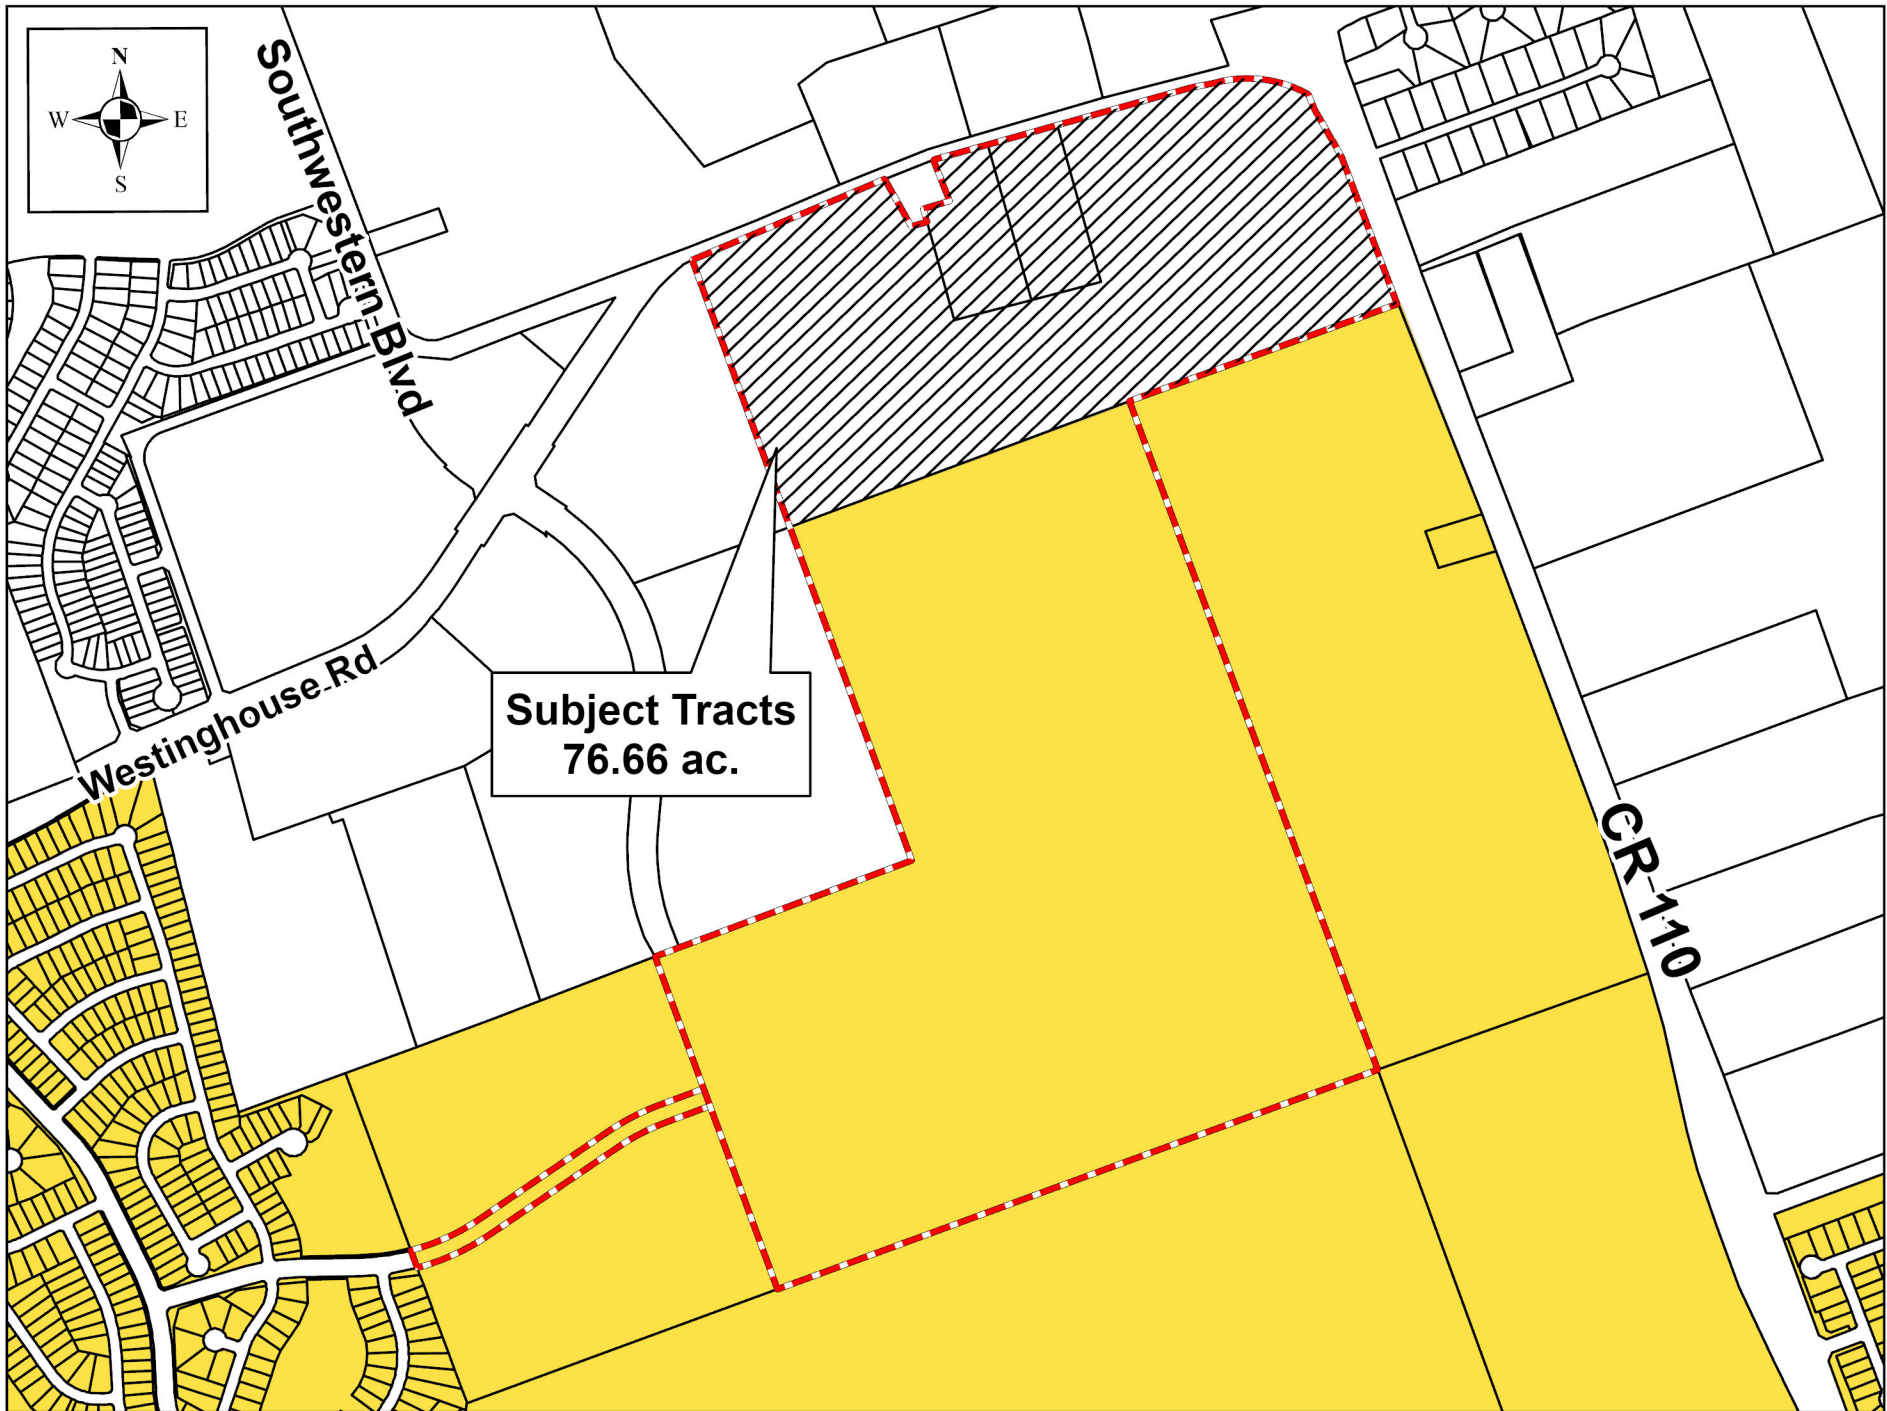 N
W E
S
Southwestern Blvd
Westinghouse Rd
Subject Tracts
76.66 ac.
CR 110